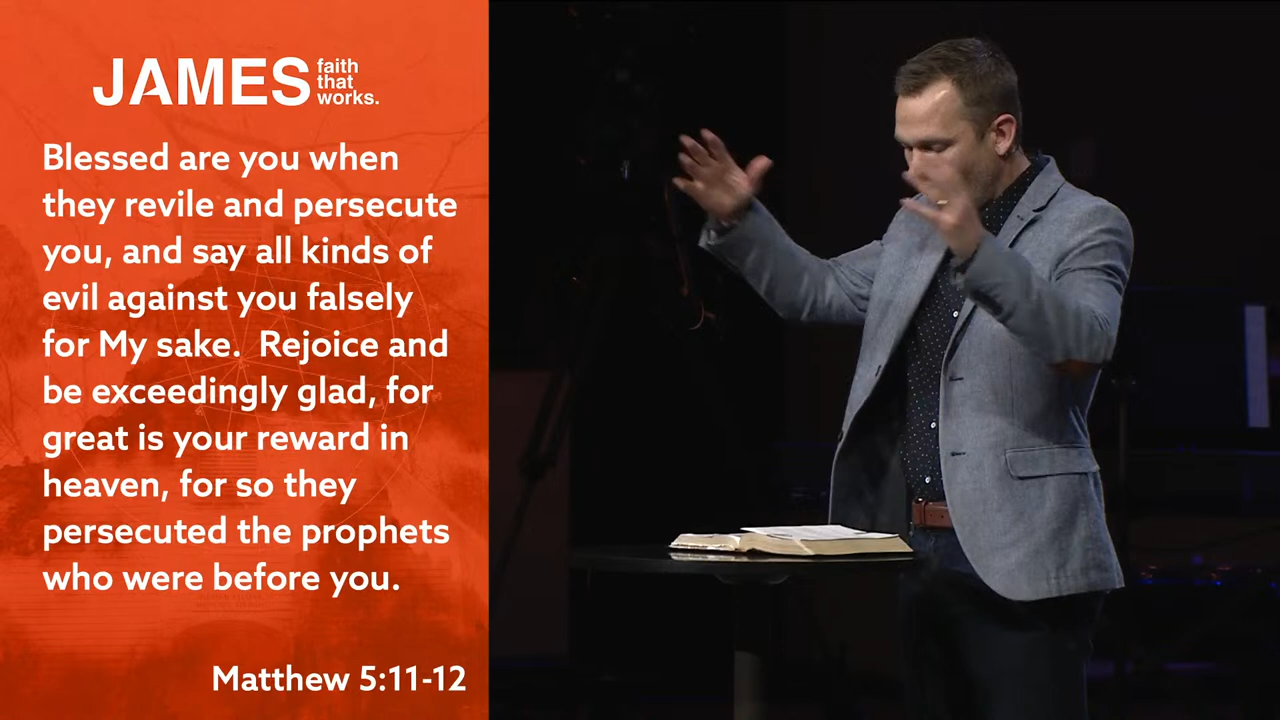 JAMES faith
that
works.
Blessed are you when
they revile and persecute
you, and say all kinds of
evil against you falsely
for My sake.  Rejoice and
be exceedingly glad, for
great is your reward in
heaven, for so they
persecuted the prophets
who were before you.
Matthew 5:11-12